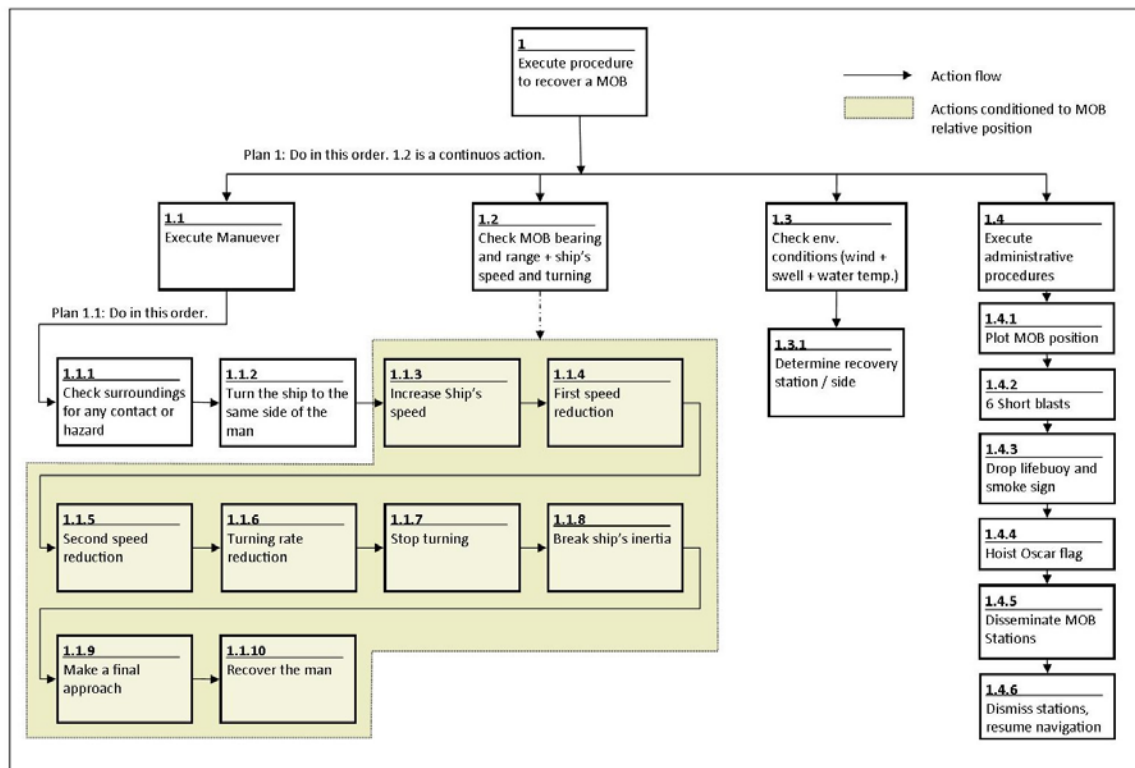 1
Execute procedure
to recover a MOB
Action flow
Actions conditioned to MOB
relative position
Plan 1: Do in this order. 1.2 is a continuos action.
1.1
Execute Manuever
1.2
Check MOB bearing
and range + ship's
speed and turning
1.3
Check env.
conditions (wind +
swell + water temp.)
1.4
Execute
administrative
procedures
Plan 1.1: Do in this order.
1.1.1
Check surroundings
for any contact or
hazard
1.1.2
Turn the ship to the
same side of the
man
1.1.3
Increase Ship's
speed
1.1.4
First speed
reduction
1.1.5
Second speed
reduction
1.1.6
Turning rate
reduction
1.1.7
Stop turning
1.1.8
Break ship's inertia
1.1.9
Make a final
approach
1.1.10
Recover the man
1.3.1
Determine recovery
station / side
1.4.1
Plot MOB position
1.4.2
6 Short blasts
1.4.3
Drop lifebuoy and
smoke sign
1.4.4
Hoist Oscar flag
1.4.5
Disseminate MOB
Stations
1.4.6
Dismiss stations,
resume navigation